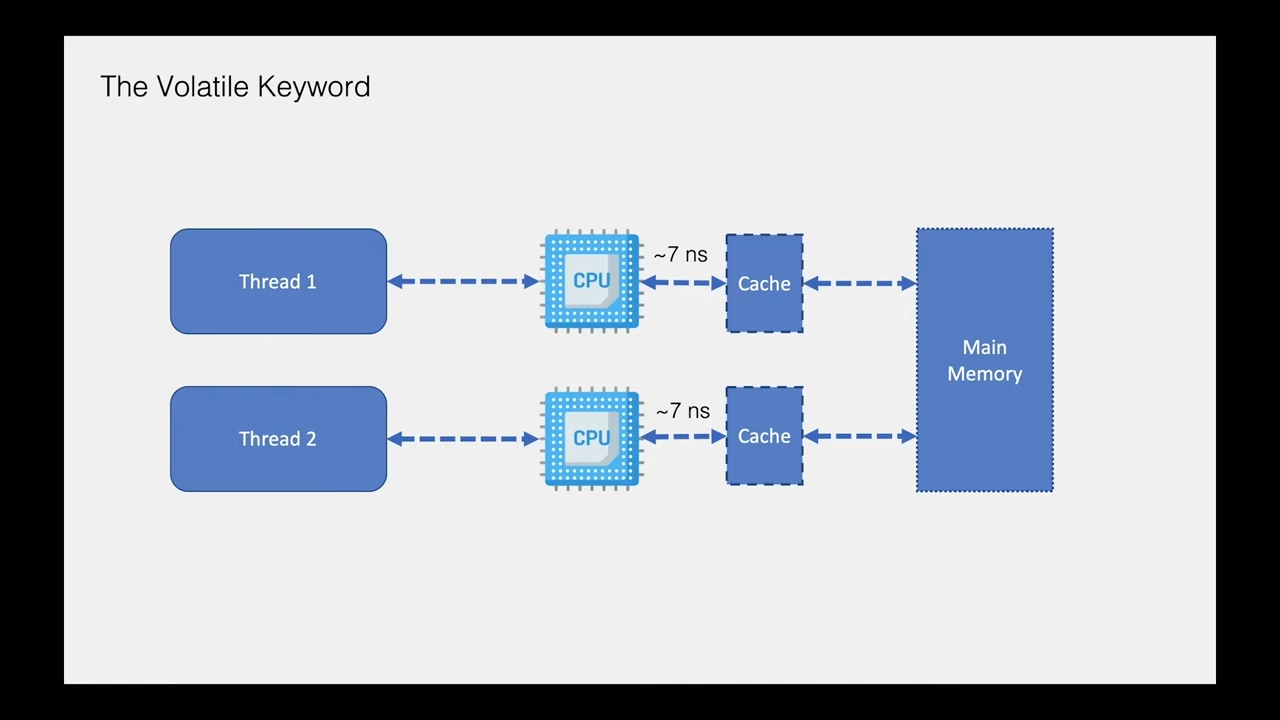 The Volatile Keyword
Thread 1
CPU
~7 ns
Cache
Main
Memory
Thread 2
CPU
~7 ns
Cache